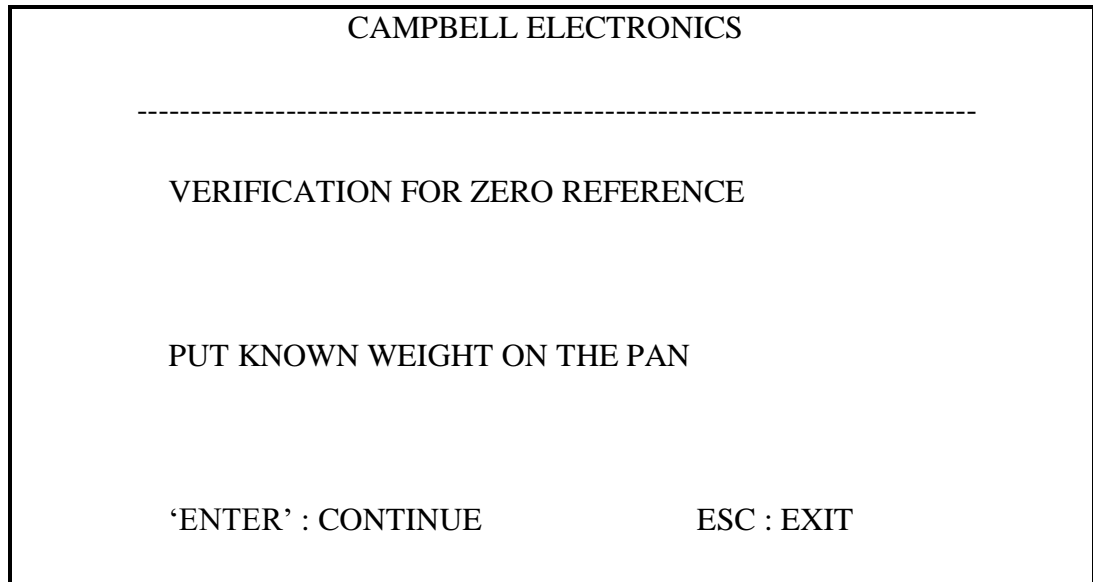 CAMPBELL ELECTRONICS
--------------------------------------------------------------------------------
VERIFICATION FOR ZERO REFERENCE
PUT KNOWN WEIGHT ON THE PAN
‘ENTER’ : CONTINUE ESC : EXIT